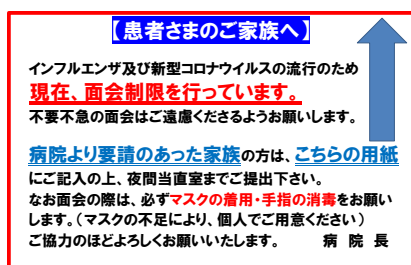 【患者さまのご家族へ】
インフルエンザ及び新型コロナウイルスの流行のため
現在、面会制限を行っています。
不要不急の面会はご遠慮くださるようお願いします。
病院より要請のあった家族の方は、こちらの用紙
にご記入の上、夜間当直室までご提出下さい。
なお面会の際は、必ずマスクの着用・手指の消毒をお願い
します。（マスクの不足により、個人でご用意ください）
ご協力のほどよろしくお願いいたします。　病 院 長